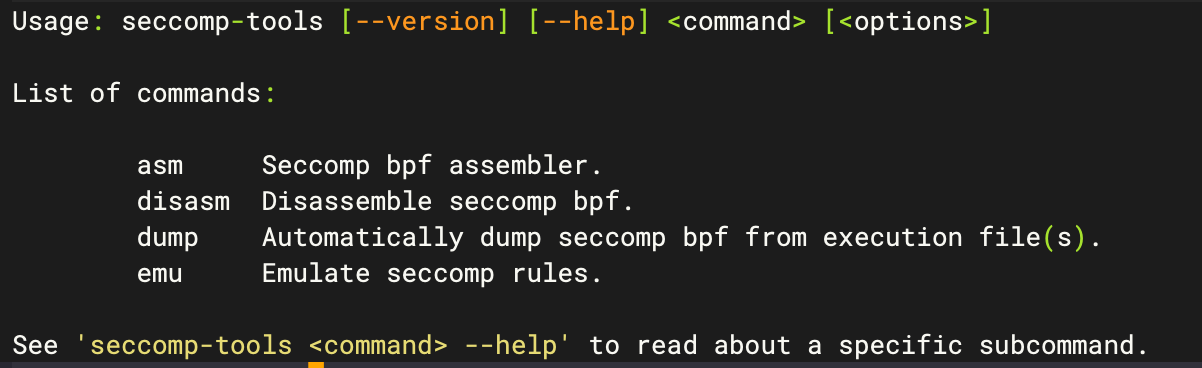 Usage: seccomp-tools [--version] [--help] <command> [<options>]
List of commands:
asm Seccomp bpf assembler.
disasm Disassemble seccomp bpf.
dump Automatically dump seccomp bpf from execution file(s).
emu Emulate seccomp rules.
See 'seccomp-tools <command> --help' to read about a specific subcommand.